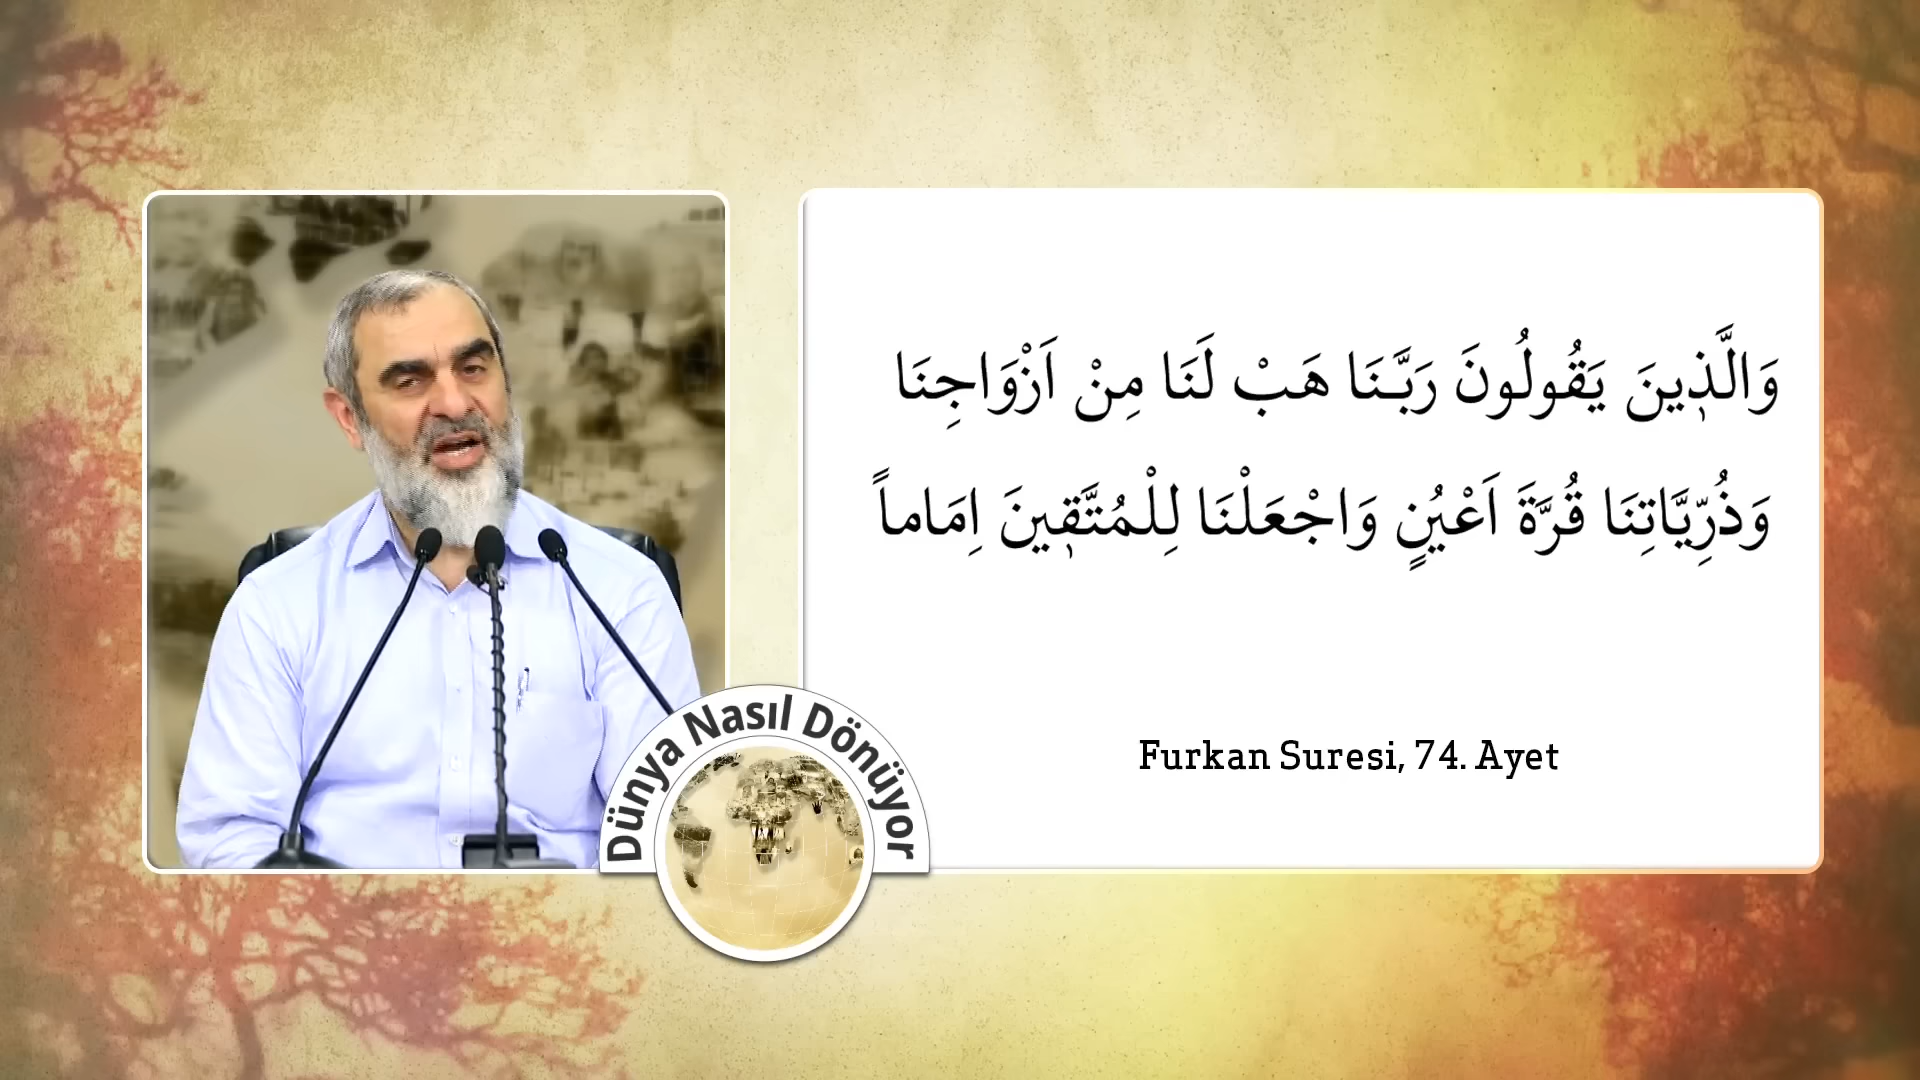 وَالَّذ۪ينَ يَقُولُونَ رَبَّنَا هَبْ لَنَا مِنْ اَزْوَاجِنَا
وَذُرِّيَّاتِنَا قُرَّةَ اَعْيُنٍ وَاجْعَلْنَا لِلْمُتَّق۪ينَ اِمَاماً
Furkan Suresi, 74. Ayet
Dünya Nasıl Dönüyor